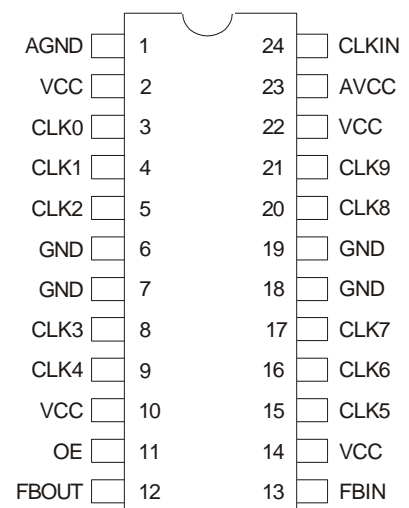 AGND 1 24 CLKIN
VCC 2 23 AVCC
CLK0 3 22 VCC
CLK1 4 21 CLK9
CLK2 5 20 CLK8
GND 6 19 GND
GND 7 18 GND
CLK3 8 17 CLK7
CLK4 9 16 CLK6
VCC 10 15 CLK5
OE 11 14 VCC
FBOUT 12 13 FBIN